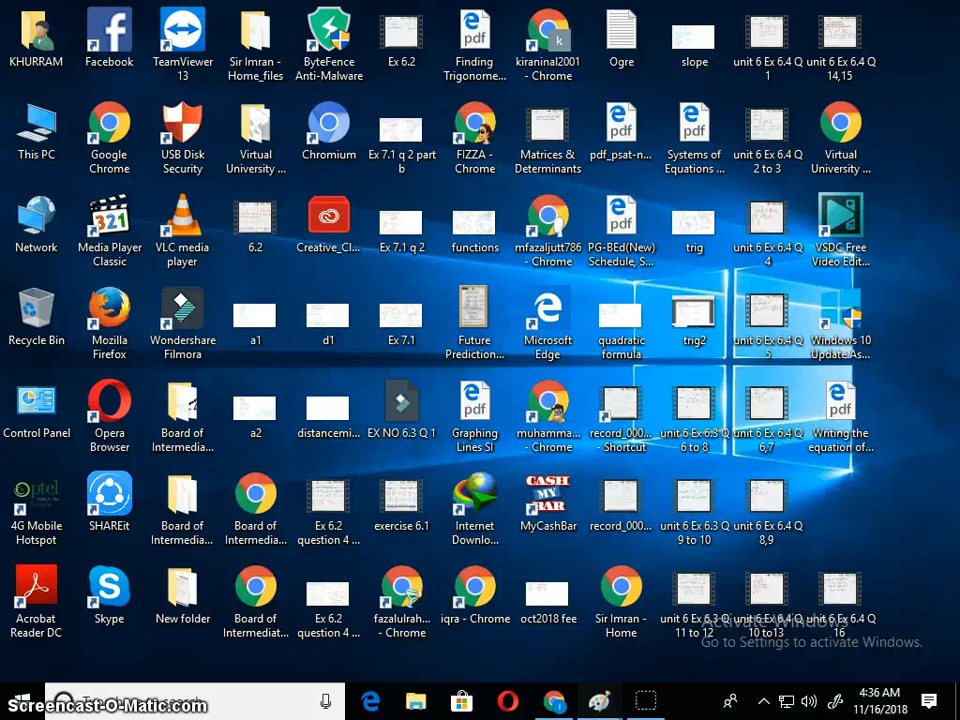 KHURRAM
Facebook
TeamViewer
13
Sir Imran -
Home_files
ByteFence
Anti-Malware
Ex 6.2
Finding
Trigonome...
kiraninal2001
- Chrome
Ogre
slope
unit 6 Ex 6.4 Q
1
unit 6 Ex 6.4 Q
14,15
This PC
Google
Chrome
USB Disk
Security
Virtual
University ...
Chromium
Ex 7.1 q 2 part
b
FIZZA -
Chrome
Matrices &
Determinants
pdf_psat-n...
Systems of
Equations ...
unit 6 Ex 6.4 Q
2 to 3
Virtual
University ...
Network
Media Player
Classic
VLC media
player
6.2
Creative_Cl...
Ex 7.1 q 2
functions
mfazaljutt786
- Chrome
PG-BEd(New)
Schedule, S...
trig
unit 6 Ex 6.4 Q
4
VSDC Free
Video Edit...
Recycle Bin
Mozilla
Firefox
Wondershare
Filmora
a1
d1
Ex 7.1
Future
Prediction...
Microsoft
Edge
quadratic
formula
trig2
unit 6 Ex 6.4 Q
5
Windows 10
Update As...
Control Panel
Opera
Browser
Board of
Intermedia...
a2
distancemi...
EX NO 6.3 Q 1
Graphing
Lines SI
muhamma...
- Chrome
record_000...
- Shortcut
unit 6 Ex 6.3 Q
6 to 8
unit 6 Ex 6.4 Q
6,7
Writing the
equation of...
4G Mobile
Hotspot
SHAREit
Board of
Intermedia...
Board of
Intermedia...
Ex 6.2
question 4 ...
exercise 6.1
Internet
Downlo...
CASH
MY
BAR
MyCashBar
record_000...
unit 6 Ex 6.3 Q
9 to 10
unit 6 Ex 6.4 Q
8,9
Acrobat
Reader DC
Skype
New folder
Board of
Intermediat...
Ex 6.2
question 4 ...
fazalulrah...
- Chrome
iqra - Chrome
oct2018 fee
Sir Imran -
Home
unit 6 Ex 6.3 Q
11 to 12
unit 6 Ex 6.4 Q
10 to13
unit 6 Ex 6.4 Q
16
Activate Windows
Go to Settings to activate Windows.
Screencast-O-Matic.com
4:36 AM
11/16/2018